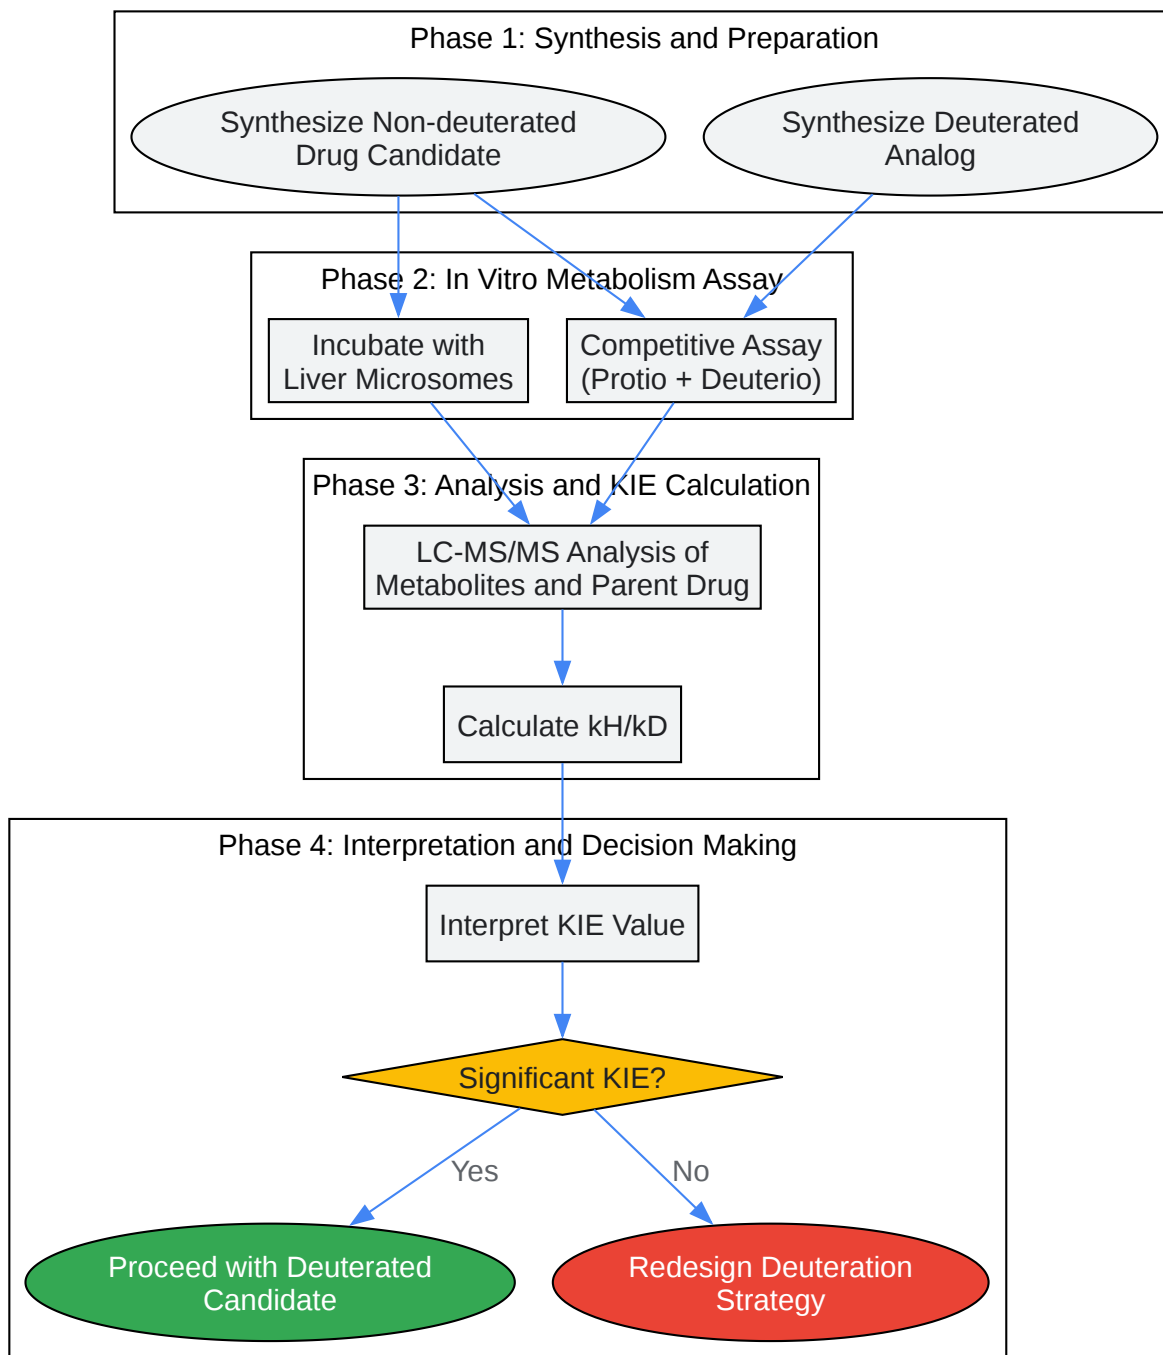 Phase 1: Synthesis and Preparation
Synthesize Non-deuterated
Drug Candidate
Synthesize Deuterated
Analog
Phase 2: In Vitro Metabolism Assay
Incubate with
Liver Microsomes
Competitive Assay
(Protio + Deuterio)
Phase 3: Analysis and KIE Calculation
LC-MS/MS Analysis of
Metabolites and Parent Drug
Calculate kH/kD
Phase 4: Interpretation and Decision Making
Interpret KIE Value
Significant KIE?
Yes
No
Proceed with Deuterated
Candidate
Redesign Deuteration
Strategy